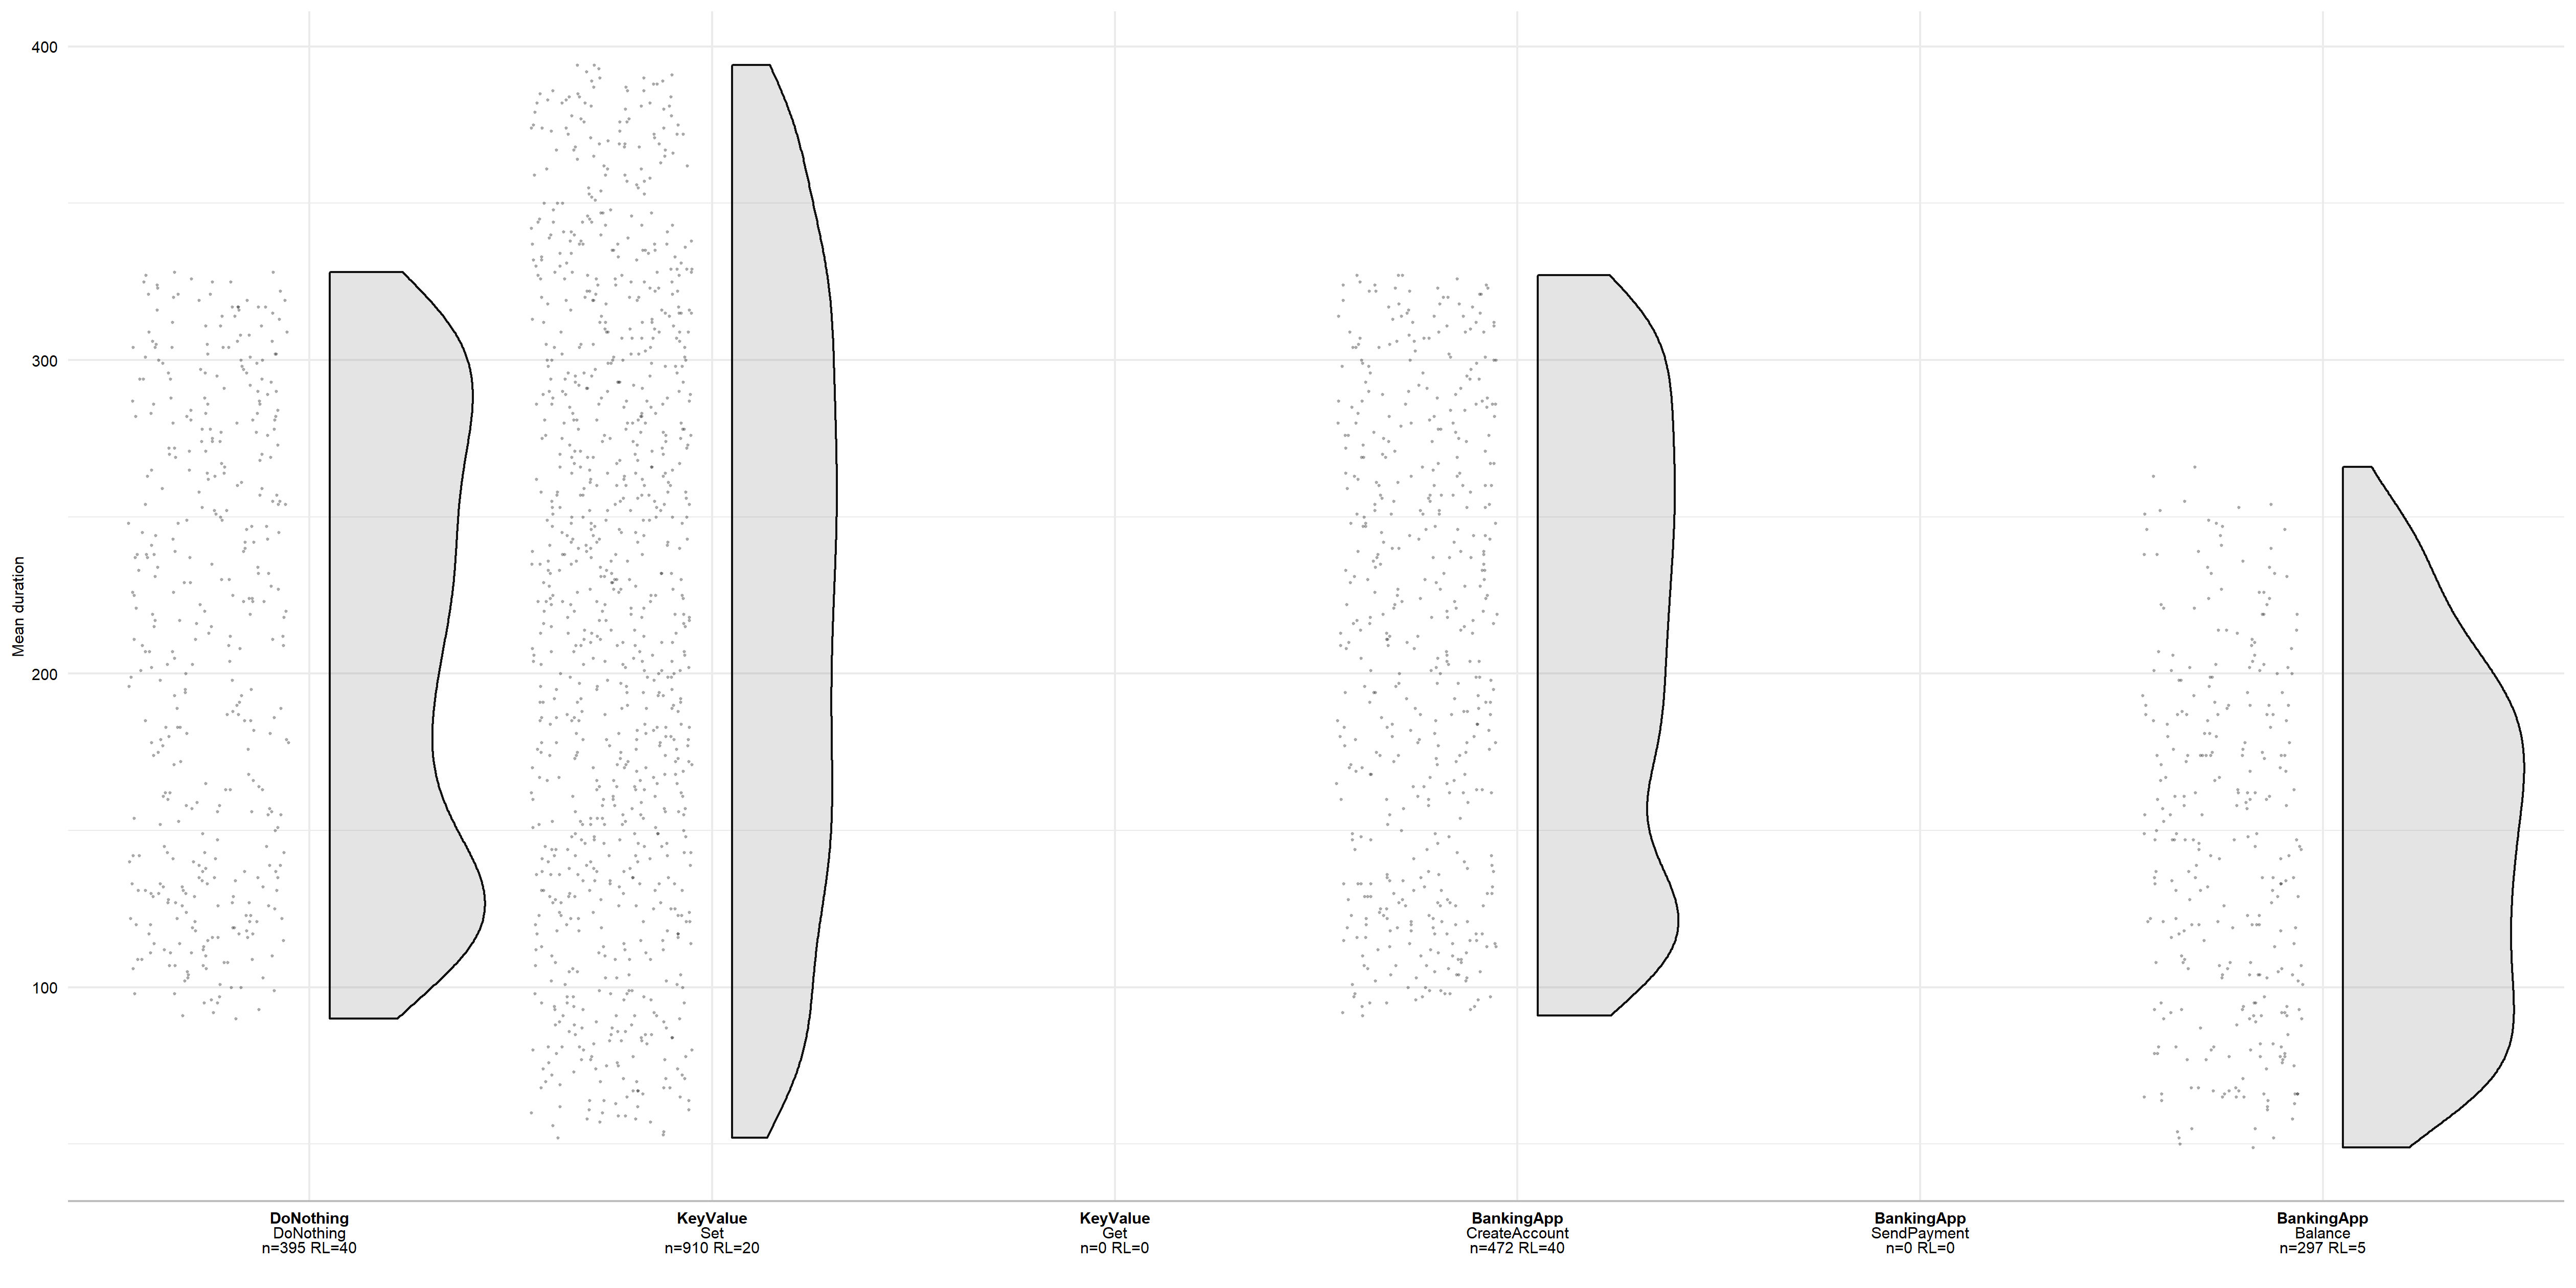 400
300
200
100
Mean duration
DoNothing
DoNothing
n=395 RL=40
KeyValue
Set
n=910 RL=20
KeyValue
Get
n=0 RL=0
BankingApp
CreateAccount
n=472 RL=40
BankingApp
SendPayment
n=0 RL=0
BankingApp
Balance
n=297 RL=5